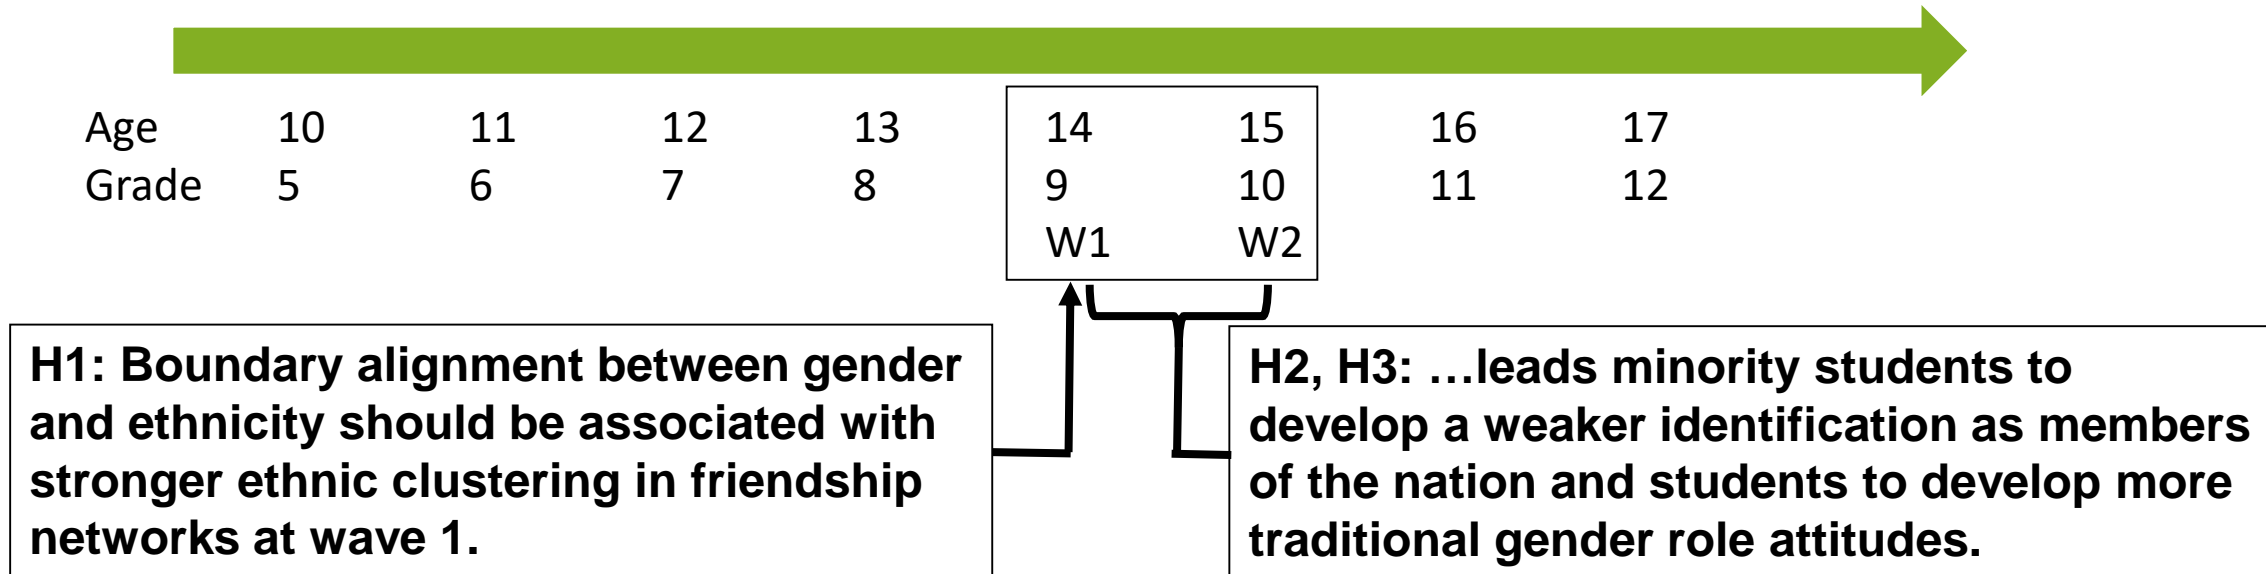 Age 10 11 12 13 14 15 16 17
Grade 5 6 7 8 9 10 11 12
W1 W2
H1: Boundary alignment between gender
and ethnicity should be associated with
stronger ethnic clustering in friendship
networks at wave 1.
H2, H3: …leads minority students to
develop a weaker identification as members
of the nation and students to develop more
traditional gender role attitudes.